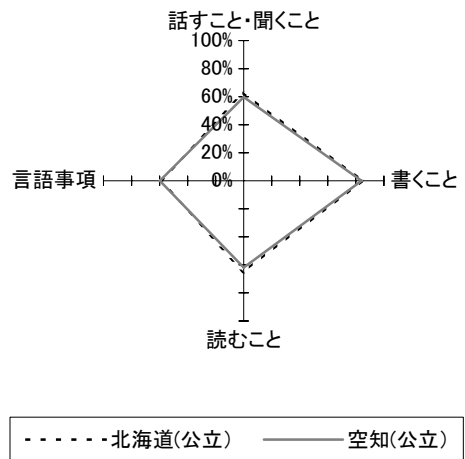 話すこと・聞くこと
100%
80%
60%
40%
20%
0%
言語事項
書くこと
読むこと
北海道(公立)
空知(公立)